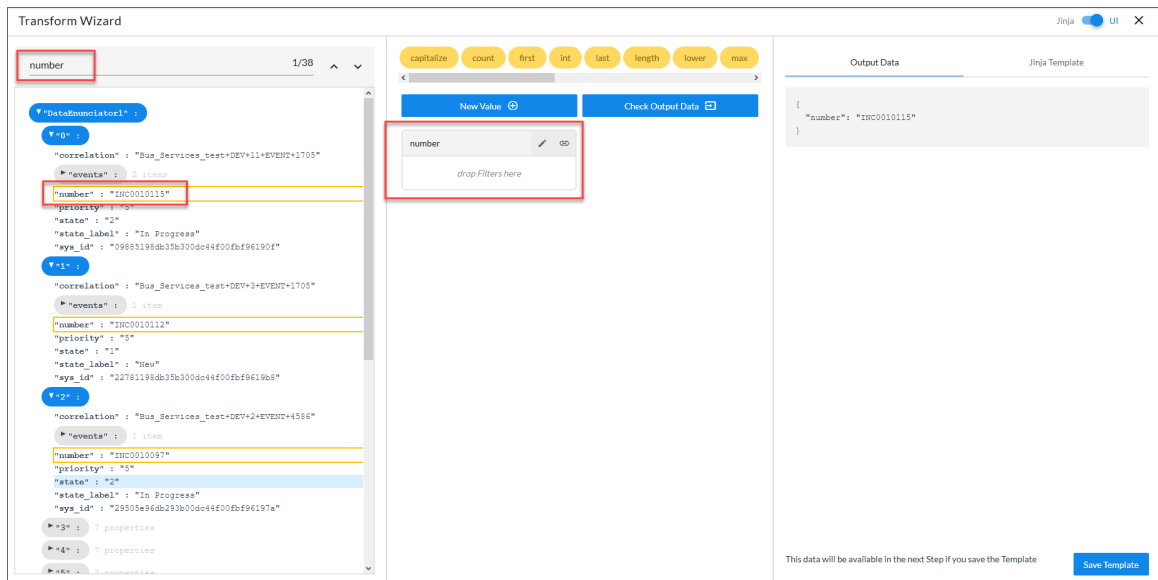 Transform Wizard
Jinja UI
number 1/38
"DataEnunciator1" :
"0" :
"correlation" : "Bus_Services_test+DEV+11+EVENT+1705"
"events" : 2 items
"number" : "INC0010115"
"priority" : "5"
"state" : "2"
"state_label" : "In Progress"
"sys_id" : "09885198db35b300dc44f00fbf96190f"
"1" :
"correlation" : "Bus_Services_test+DEV+3+EVENT+1705"
"events" : 1 item
"number" : "INC0010112"
"priority" : "5"
"state" : "1"
"state_label" : "New"
"sys_id" : "22781198db35b300dc44f00fbf9619b8"
"2" :
"correlation" : "Bus_Services_test+DEV+2+EVENT+4586"
"events" : 1 item
"number" : "INC0010097"
"priority" : "5"
"state" : "2"
"state_label" : "In Progress"
"sys_id" : "29505e96db293b00dc44f00fbf96197a"
"3" : 7 properties
"4" : 7 properties
"5" : 7 properties
capitalize count first int last length lower max
New Value Check Output Data
number
drop Filters here
Output Data Jinja Template
{
"number": "INC0010115"
}
This data will be available in the next Step if you save the Template
Save Template